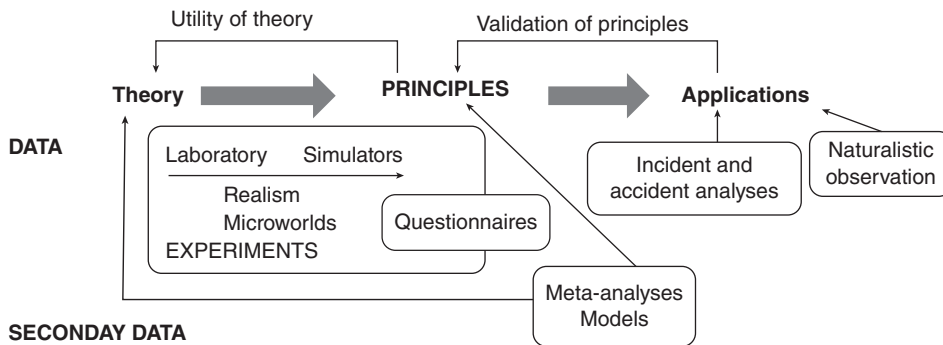 Utility of theory
Validation of principles
Theory
PRINCIPLES
Applications
DATA
Laboratory Simulators
Realism
Microworlds
EXPERIMENTS
Questionnaires
Incident and
accident analyses
Naturalistic
observation
Meta-analyses
Models
SECONDAY DATA